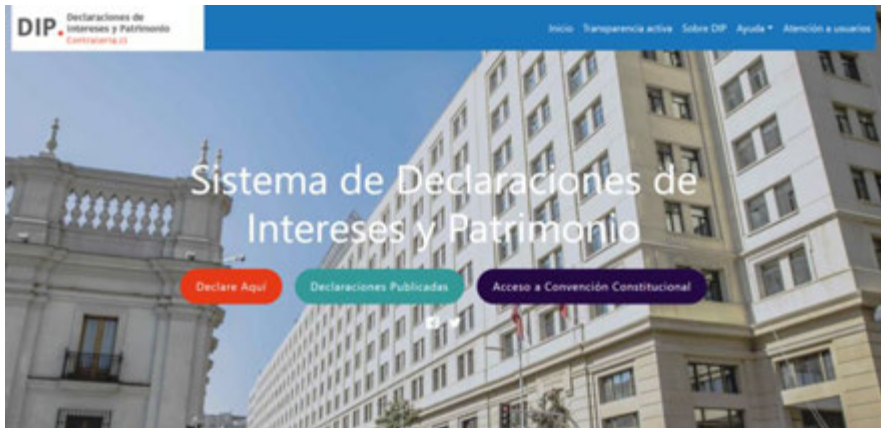 DIP.
Declaraciones de
Intereses y Patrimonio
Contraloría.cl
Inicio Transparencia activa Sobre DIP Ayuda Atención a usuarios
Sistema de Declaraciones de
Intereses y Patrimonio
Declare Aquí Declaraciones Publicadas Acceso a Convención Constitucional